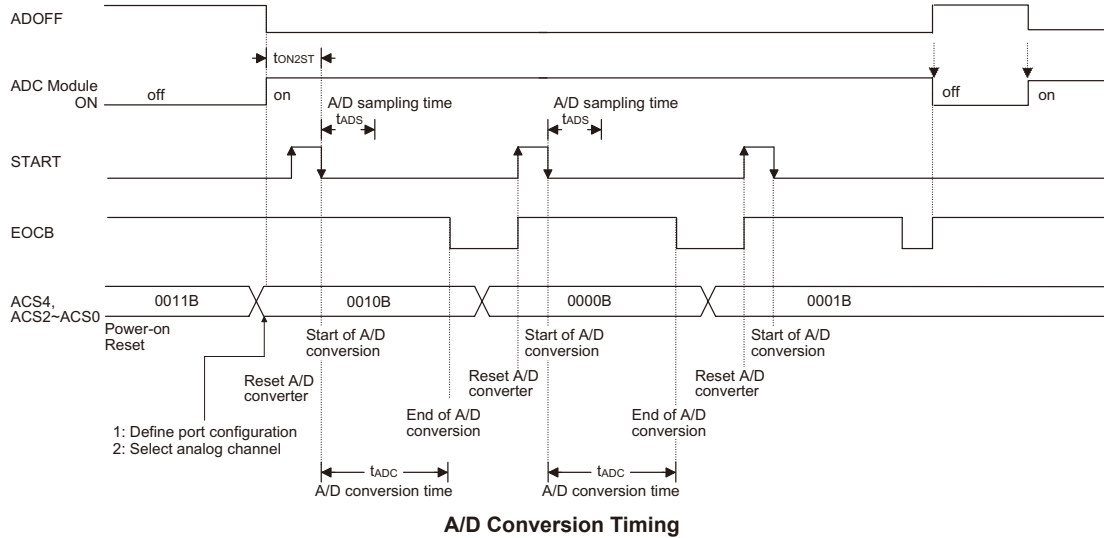 ADOFF
tON2ST
ADC Module
ON
off
on
off
on
A/D sampling time
tADS
A/D sampling time
tADS
START
EOCB
ACS4,
ACS2~ACS0
0011B
0010B
0000B
0001B
Power-on
Reset
Start of A/D
conversion
Start of A/D
conversion
Start of A/D
conversion
Reset A/D
converter
Reset A/D
converter
Reset A/D
converter
End of A/D
conversion
End of A/D
conversion
1: Define port configuration
2: Select analog channel
tADC
A/D conversion time
tADC
A/D conversion time
A/D Conversion Timing